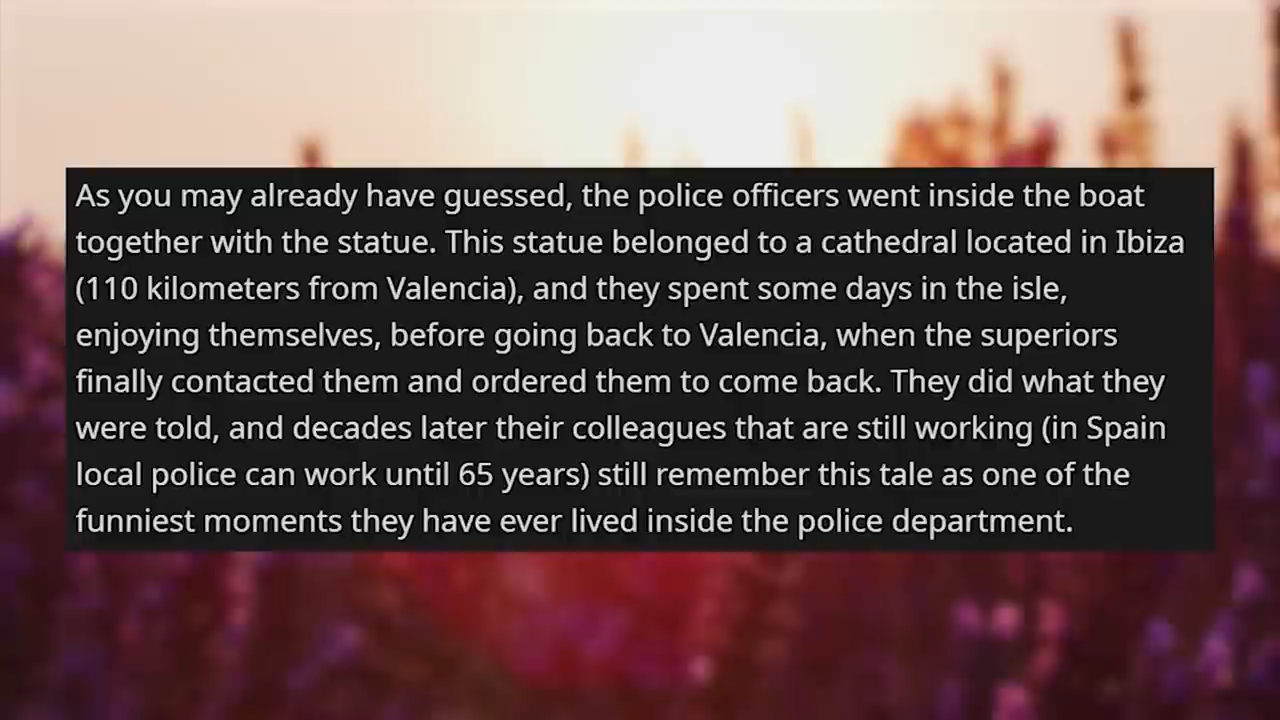 As you may already have guessed, the police officers went inside the boat
together with the statue. This statue belonged to a cathedral located in Ibiza
(110 kilometers from Valencia), and they spent some days in the isle,
enjoying themselves, before going back to Valencia, when the superiors
finally contacted them and ordered them to come back. They did what they
were told, and decades later their colleagues that are still working (in Spain
local police can work until 65 years) still remember this tale as one of the
funniest moments they have ever lived inside the police department.